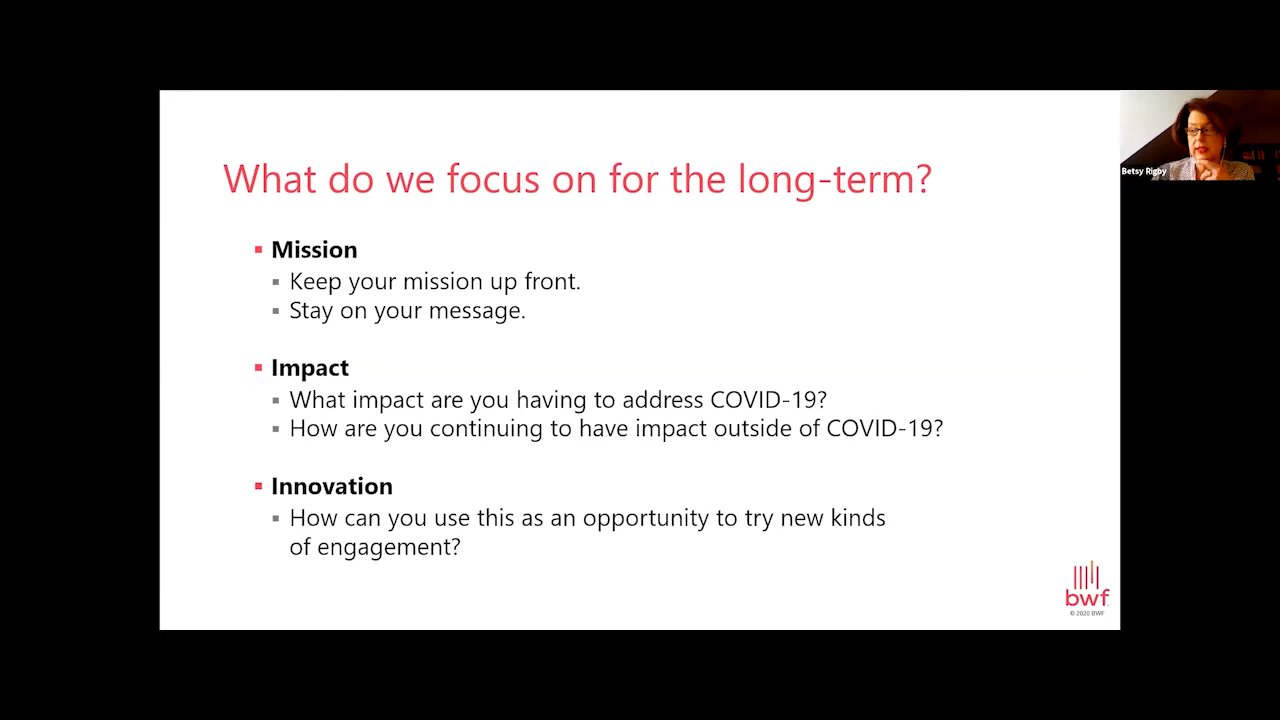 What do we focus on for the long-term?
Mission
Keep your mission up front.
Stay on your message.
Impact
What impact are you having to address COVID-19?
How are you continuing to have impact outside of COVID-19?
Innovation
How can you use this as an opportunity to try new kinds
of engagement?
bwf
© 2020 BWF
Betsy Rigby